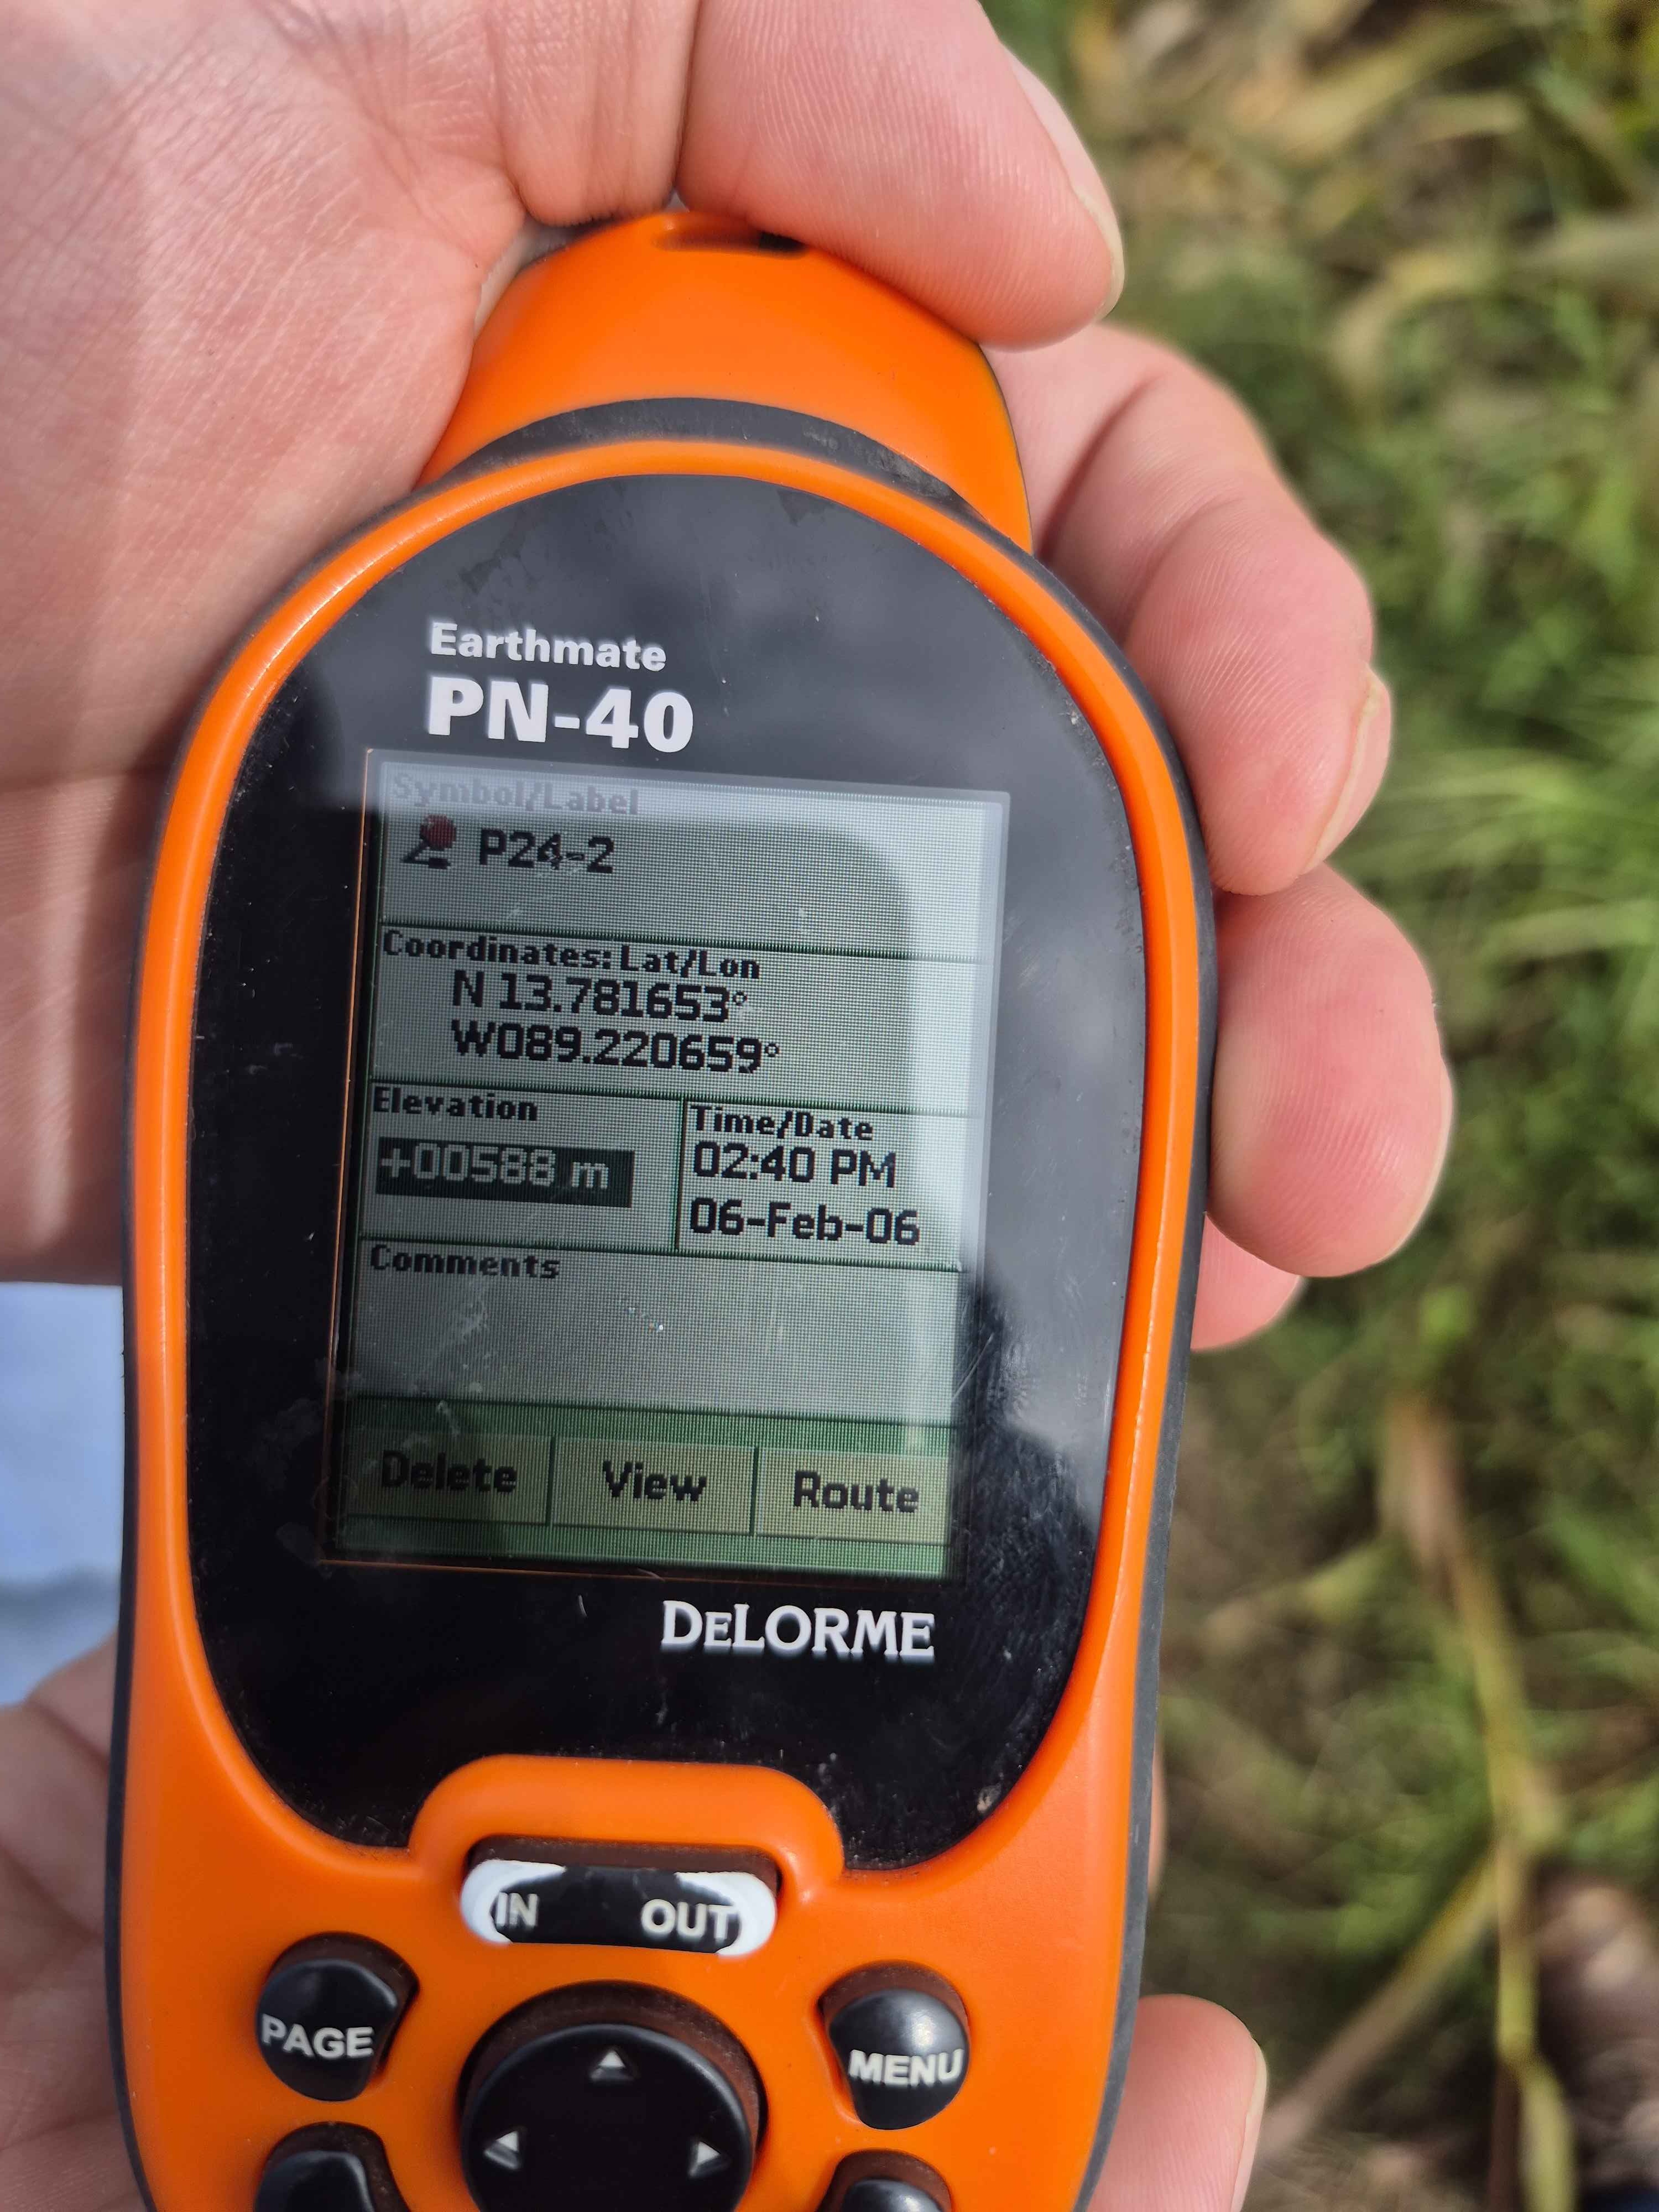 Earthmate
PN-40
Symbol/Label
P24-2
Coordinates: Lat/Lon
N 13.781653°
W089.220659°
Elevation
+00588 m
Time/Date
02:40 PM
06-Feb-06
Comments
Delete View Route
DELORME
IN OUT
PAGE
MENU